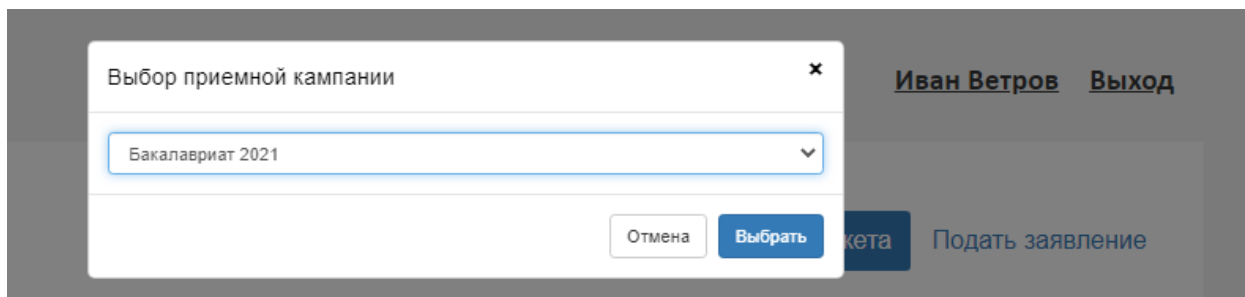 Выбор приемной кампании
×
Иван Ветров Выход
Бакалавриат 2021
Отмена Выбрать
кета Подать заявление